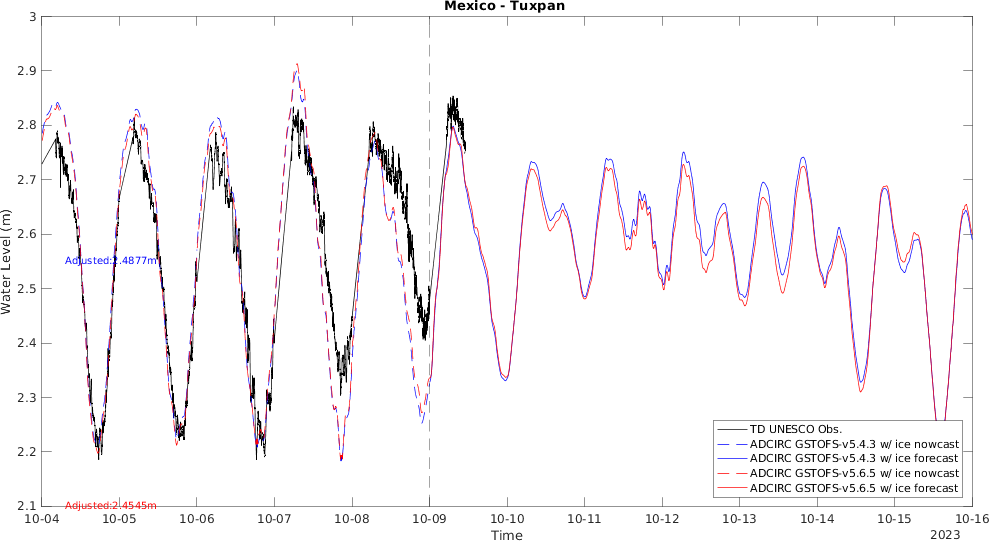 Mexico - Tuxpan
3
2.9
2.8
2.7
2.6
2.5
2.4
2.3
2.2
2.1
Water Level (m)
Adjusted:2.4877m
Adjusted:2.4545m
TD UNESCO Obs.
ADCIRC GSTOFS-v5.4.3 w/ ice nowcast
ADCIRC GSTOFS-v5.4.3 w/ ice forecast
ADCIRC GSTOFS-v5.6.5 w/ ice nowcast
ADCIRC GSTOFS-v5.6.5 w/ ice forecast
10-04 10-05 10-06 10-07 10-08 10-09 10-10 10-11 10-12 10-13 10-14 10-15 10-16
Time
2023